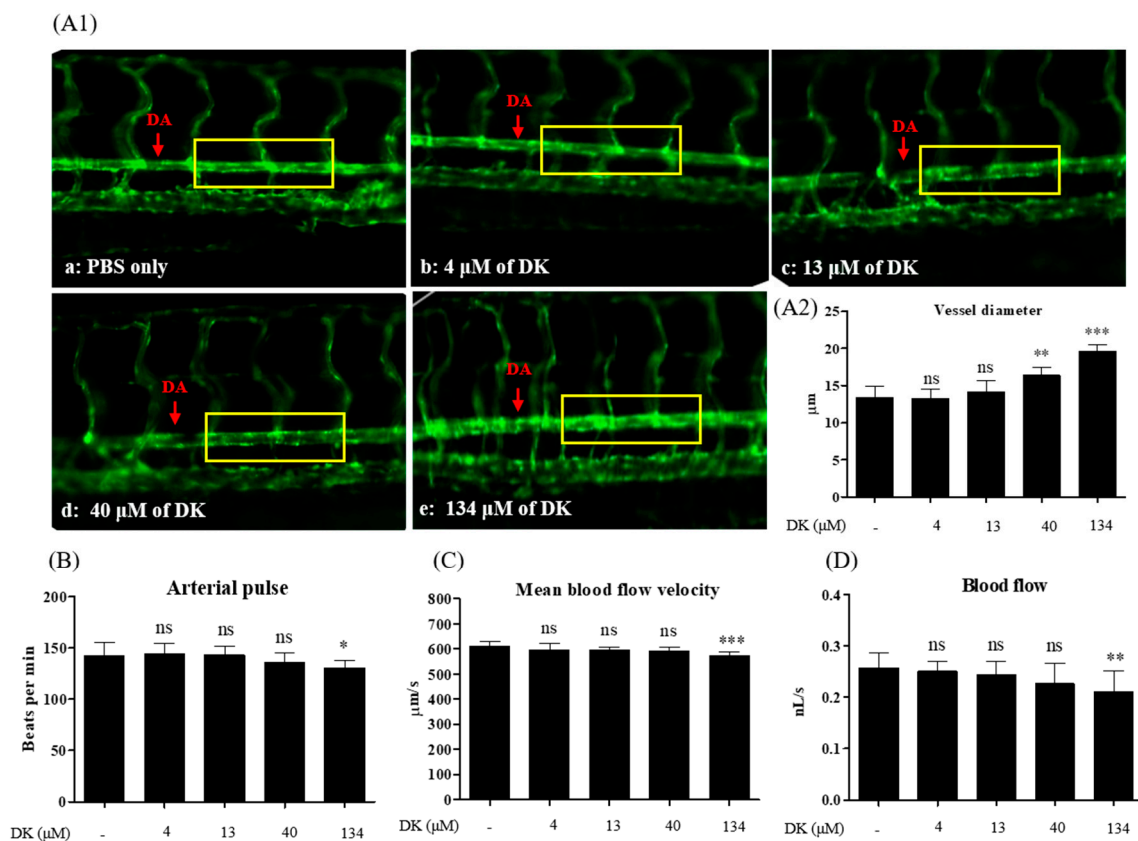 (A1)
DA
DA
DA
a: PBS only
b: 4 μM of DK
c: 13 μM of DK
DA
DA
d: 40 μM of DK
e: 134 μM of DK
(A2)
Vessel diameter
μm
25
20
15
10
5
0
ns
ns
**
***
DK (μM) - 4 13 40 134
(B)
Arterial pulse
Beats per min
200
150
100
50
0
ns
ns
ns
*
DK (μM) - 4 13 40 134
(C)
Mean blood flow velocity
μm/s
800
700
600
500
400
300
200
100
0
ns
ns
ns
***
DK (μM) - 4 13 40 134
(D)
Blood flow
nL/s
0.4
0.3
0.2
0.1
0.0
ns
ns
ns
**
DK (μM) - 4 13 40 134